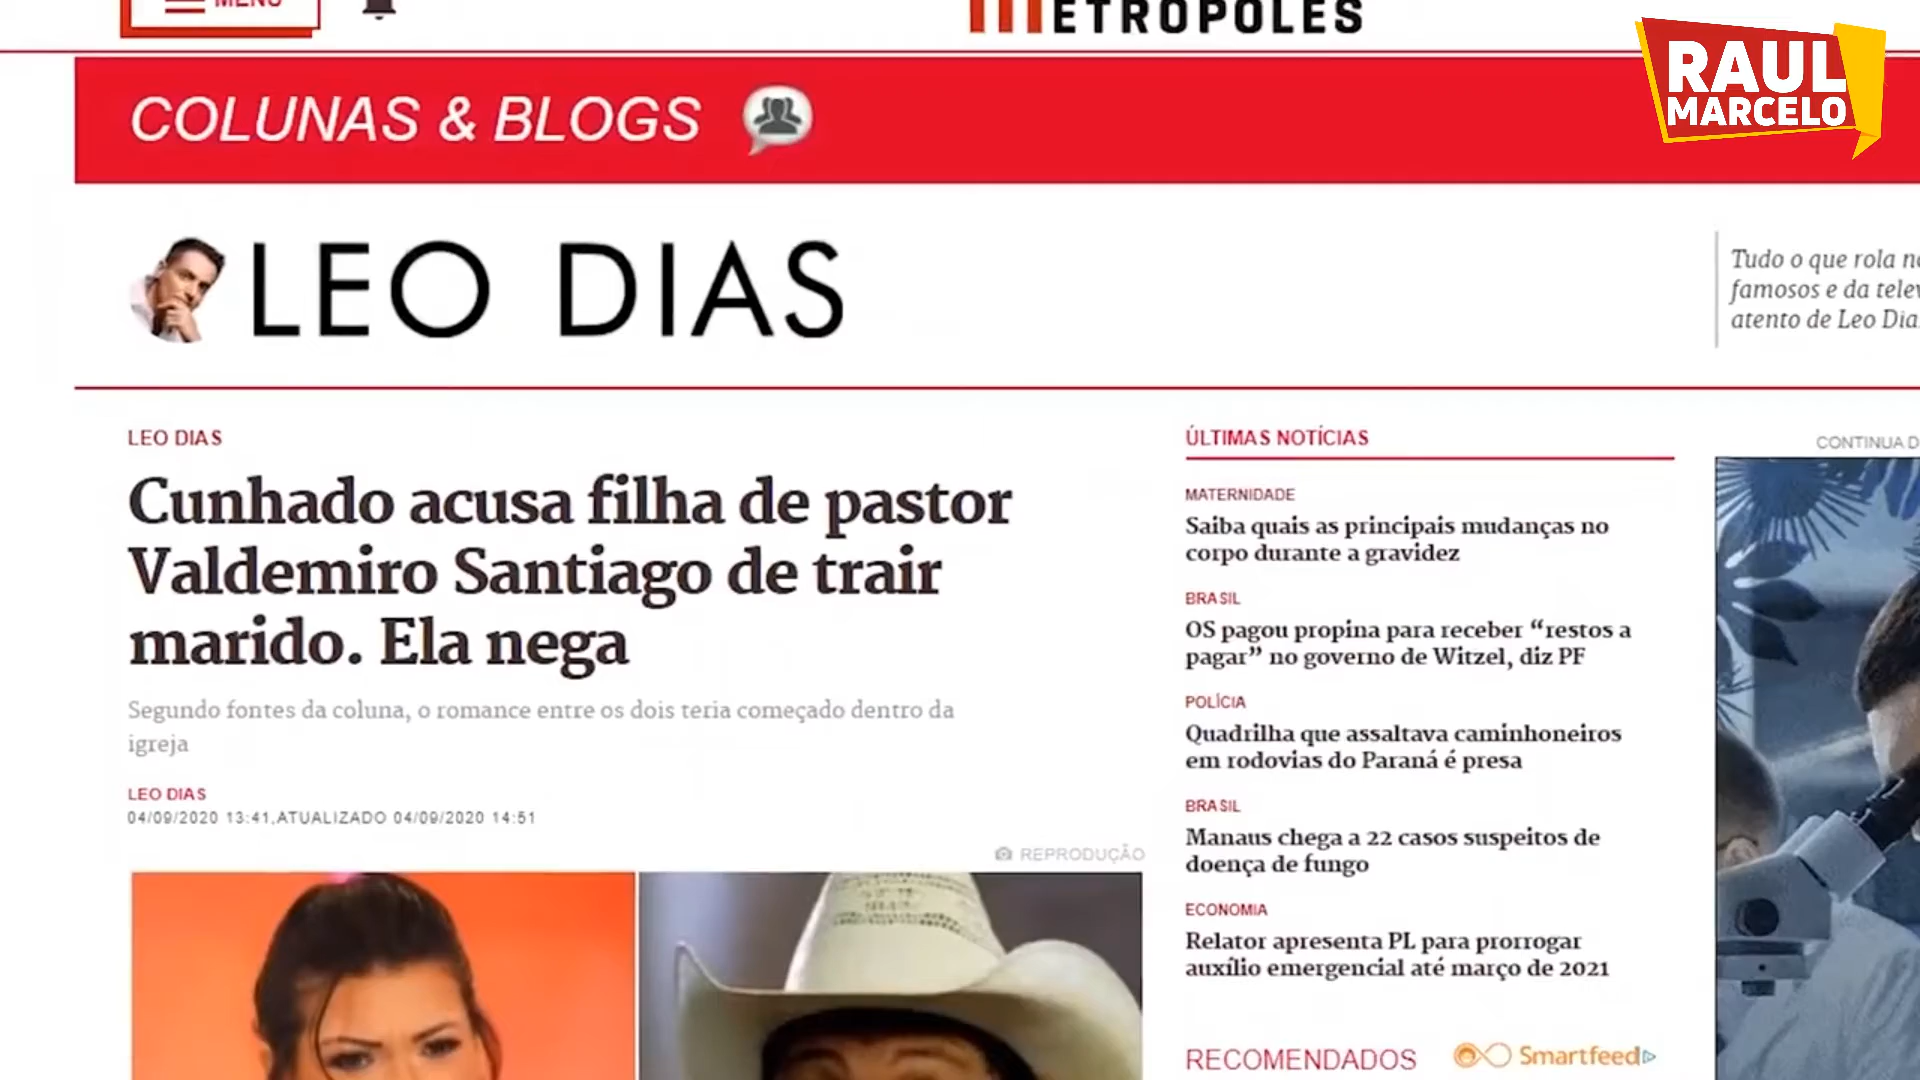 MENU
METRÓPOLES
RAUL
MARCELO
COLUNAS & BLOGS
LEO DIAS
Tudo o que rola
famosos e da
atento de Leo
LEO DIAS
Cunhado acusa filha de pastor
Valdemiro Santiago de trair
marido. Ela nega
Segundo fontes da coluna, o romance entre os dois teria começado dentro da
igreja
LEO DIAS
04/09/2020 13:41,ATUALIZADO 04/09/2020 14:51
REPRODUÇÃO
ÚLTIMAS NOTÍCIAS
MATERNIDADE
Saiba quais as principais mudanças no
corpo durante a gravidez
BRASIL
OS pagou propina para receber “restos a
pagar” no governo de Witzel, diz PF
POLÍCIA
Quadrilha que assaltava caminhoneiros
em rodovias do Paraná é presa
BRASIL
Manaus chega a 22 casos suspeitos de
doença de fungo
ECONOMIA
Relator apresenta PL para prorrogar
auxílio emergencial até março de 2021
RECOMENDADOS
Smartfeed
CONTINUA